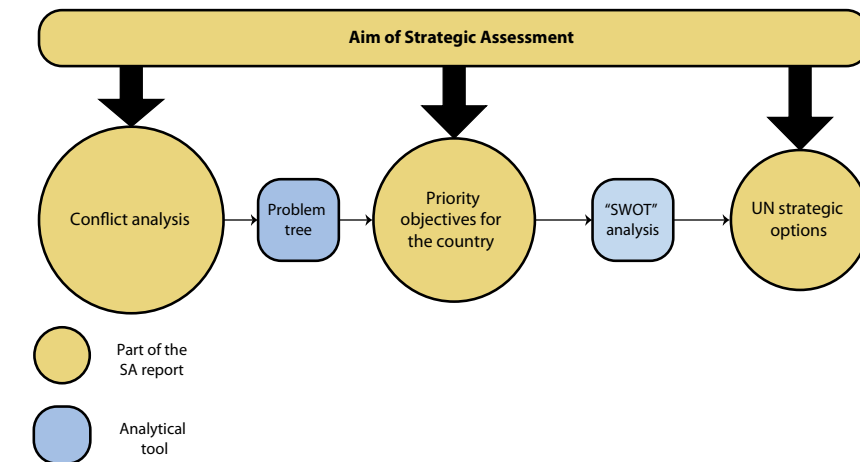 Aim of Strategic Assessment
Conflict analysis
Problem
tree
Priority
objectives for
the country
“SWOT”
analysis
UN strategic
options
Part of the
SA report
Analytical
tool